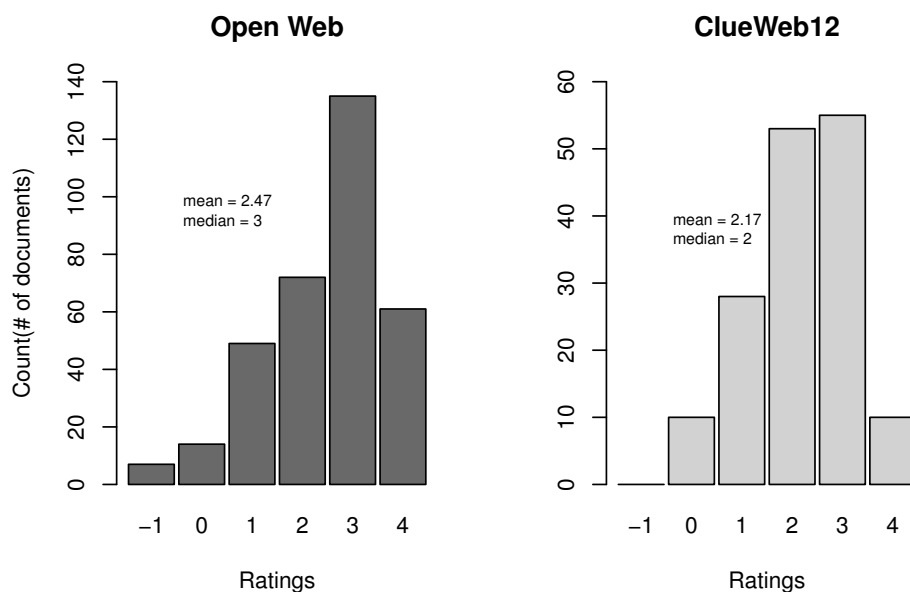 Open Web
Count(# of documents)
140
120
100
80
60
40
20
0
mean = 2.47
median = 3
−1 0 1 2 3 4
Ratings
ClueWeb12
60
50
40
30
20
10
0
mean = 2.17
median = 2
−1 0 1 2 3 4
Ratings